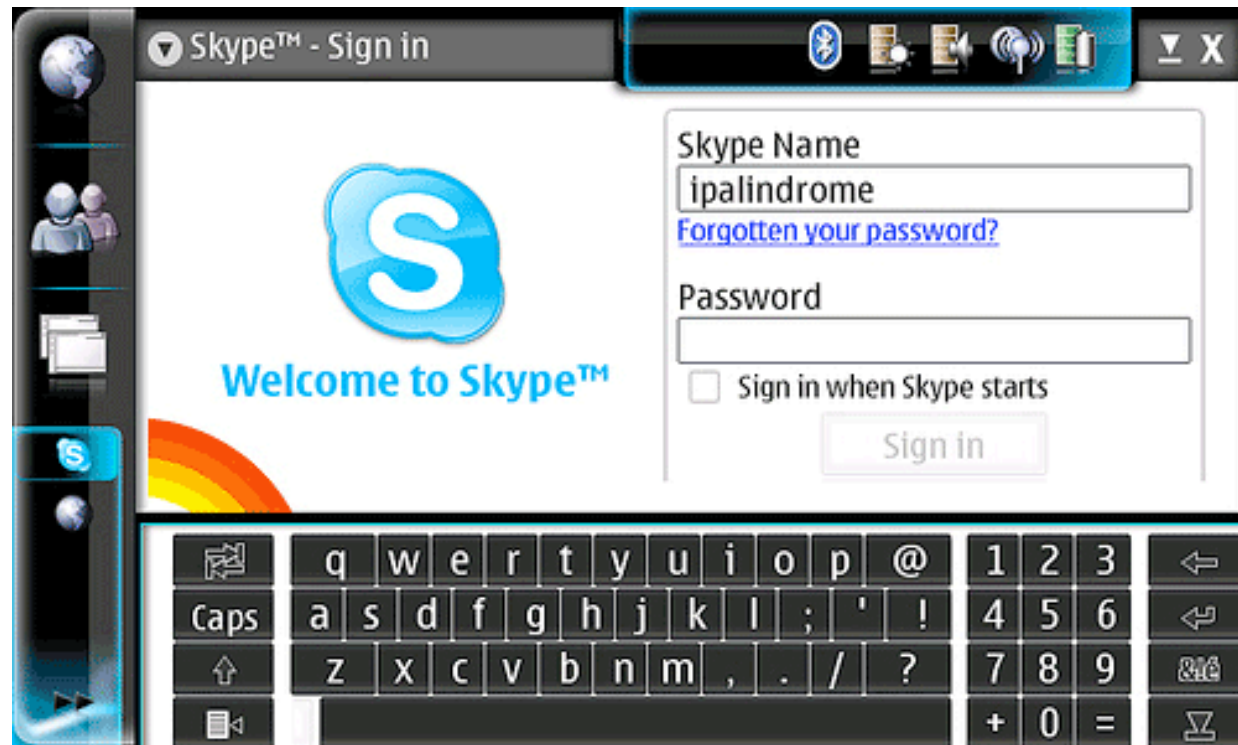 Skype™ - Sign in
X
Skype Name
ipalindrome
Forgotten your password?
Password
Welcome to Skype™
Sign in when Skype starts
Sign in
q w e r t y u i o p @ 1 2 3
Caps a s d f g h j k l ; ' ! 4 5 6
z x c v b n m , . / ? 7 8 9 &!é
+ 0 =